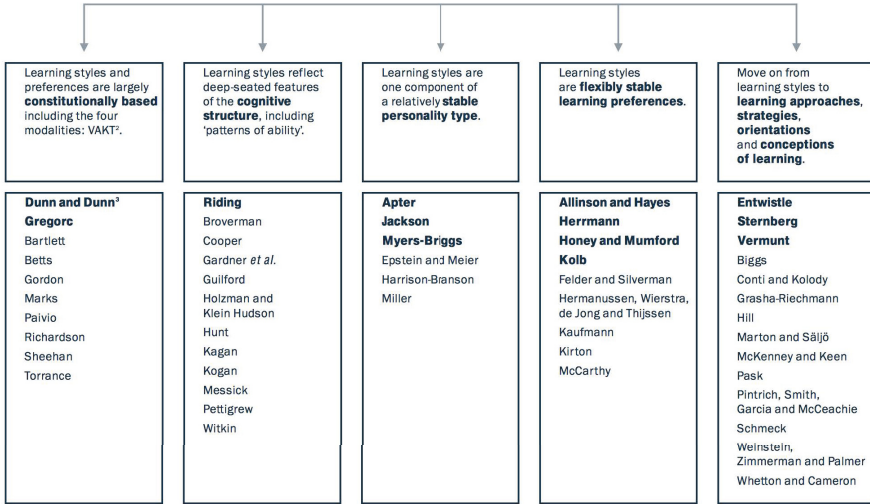 Learning styles and
preferences are largely
constitutionally based
including the four
modalities: VAKT².
Learning styles reflect
deep-seated features
of the cognitive
structure, including
‘patterns of ability’.
Learning styles are
one component of
a relatively stable
personality type.
Learning styles
are flexibly stable
learning preferences.
Move on from
learning styles to
learning approaches,
strategies,
orientations
and conceptions
of learning.
Dunn and Dunn³
Gregorc
Bartlett
Betts
Gordon
Marks
Paivio
Richardson
Sheehan
Torrance
Riding
Broverman
Cooper
Gardner et al.
Guilford
Holzman and
Klein Hudson
Hunt
Kagan
Kogan
Messick
Pettigrew
Witkin
Apter
Jackson
Myers-Briggs
Epstein and Meier
Harrison-Branson
Miller
Allinson and Hayes
Herrmann
Honey and Mumford
Kolb
Felder and Silverman
Hermanussen, Wierstra,
de Jong and Thijssen
Kaufmann
Kirton
McCarthy
Entwistle
Sternberg
Vermunt
Biggs
Conti and Kolody
Grasha-Riechmann
Hill
Marton and Säljö
McKenney and Keen
Pask
Pintrich, Smith,
Garcia and McCeachie
Schmeck
Weinstein,
Zimmerman and Palmer
Whetton and Cameron